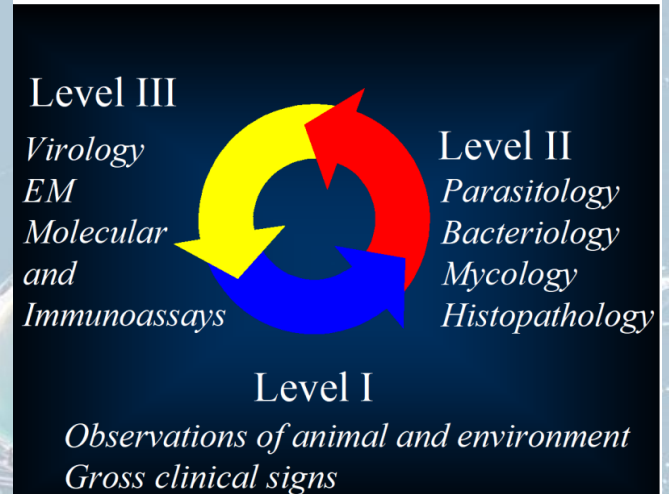 Level III
Virology
EM
Molecular
and
Immunoassays
Level II
Parasitology
Bacteriology
Mycology
Histopathology
Level I
Observations of animal and environment
Gross clinical signs